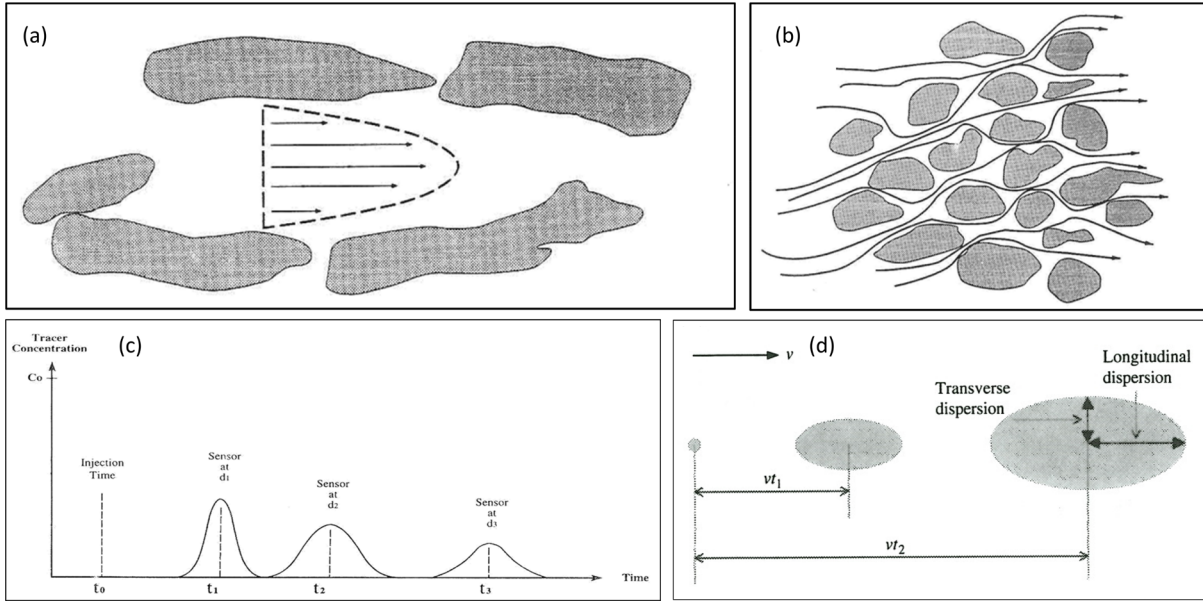 (a)
(b)
(c)
Tracer
Concentration
Co
Injection
Time
Sensor
at
d₁
Sensor
at
d₂
Sensor
at
d₃
t₀
t₁
t₂
t₃
Time
(d)
v
Transverse
dispersion
Longitudinal
dispersion
vt₁
vt₂